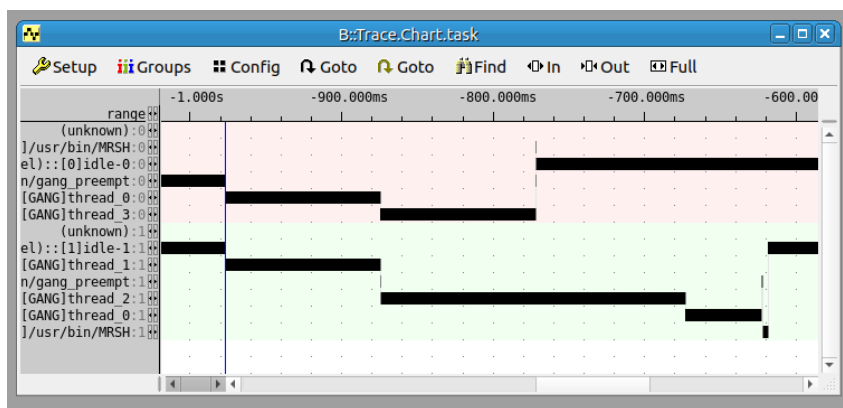 B::Trace.Chart.task
Setup Groups Config Goto Goto Find In Out Full
-1.000s -900.000ms -800.000ms -700.000ms -600.00
range
(unknown):0
]/usr/bin/MRSH:0
el)::[0]idle-0:0
n/gang_preempt:0
[GANG]thread_0:0
[GANG]thread_3:0
(unknown):1
el)::[1]idle-1:1
[GANG]thread_1:1
n/gang_preempt:1
[GANG]thread_2:1
[GANG]thread_0:1
]/usr/bin/MRSH:1